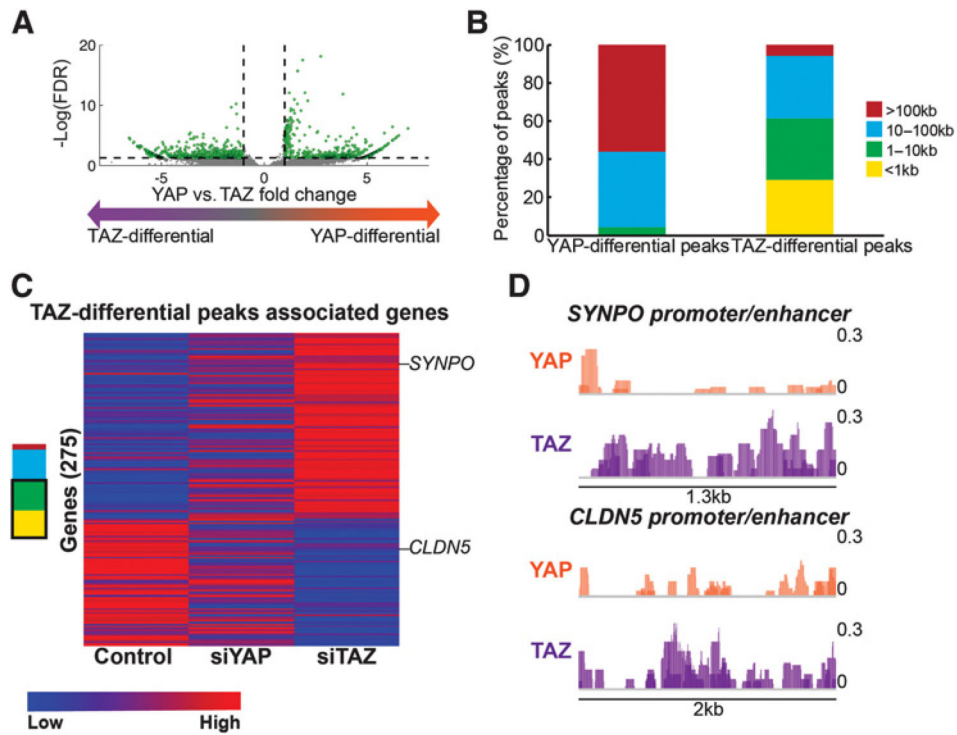 A
20
10
0
-Log(FDR)
-5
0
5
YAP vs. TAZ fold change
TAZ-differential
YAP-differential
B
100
80
60
40
20
0
Percentage of peaks (%)
YAP-differential peaks
TAZ-differential peaks
>100kb
10–100kb
1–10kb
<1kb
C
TAZ-differential peaks associated genes
Genes (275)
SYNPO
CLDN5
Control
siYAP
siTAZ
Low
High
D
SYNPO promoter/enhancer
YAP
0.3
0
TAZ
0.3
0
1.3kb
CLDN5 promoter/enhancer
YAP
0.3
0
TAZ
0.3
0
2kb